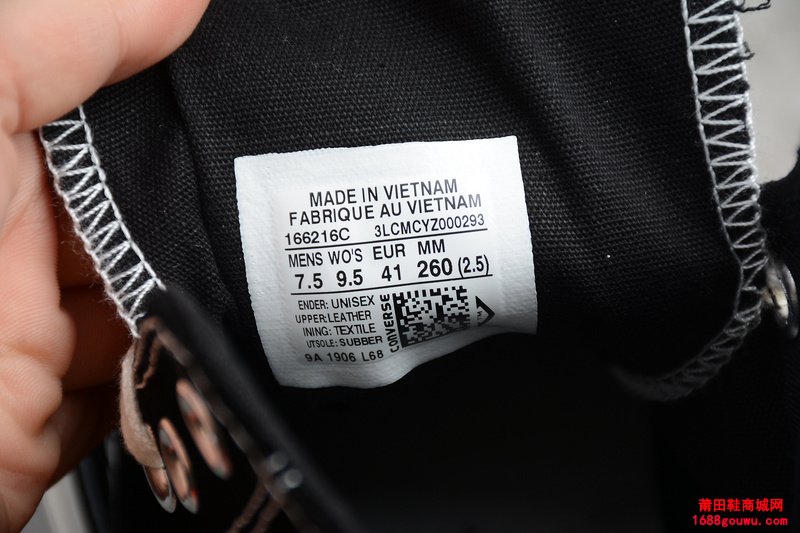 MADE IN VIETNAM
FABRIQUE AU VIETNAM
166216C 3LCMCYZ000293
MENS WO'S EUR MM
7.5 9.5 41 260 (2.5)
ENDER: UNISEX
UPPER: LEATHER
INING: TEXTILE
UTSOLE: SUBBER
9A 1906 L68
CONVERSE
TM
莆田鞋商城网
1688gouwu.com